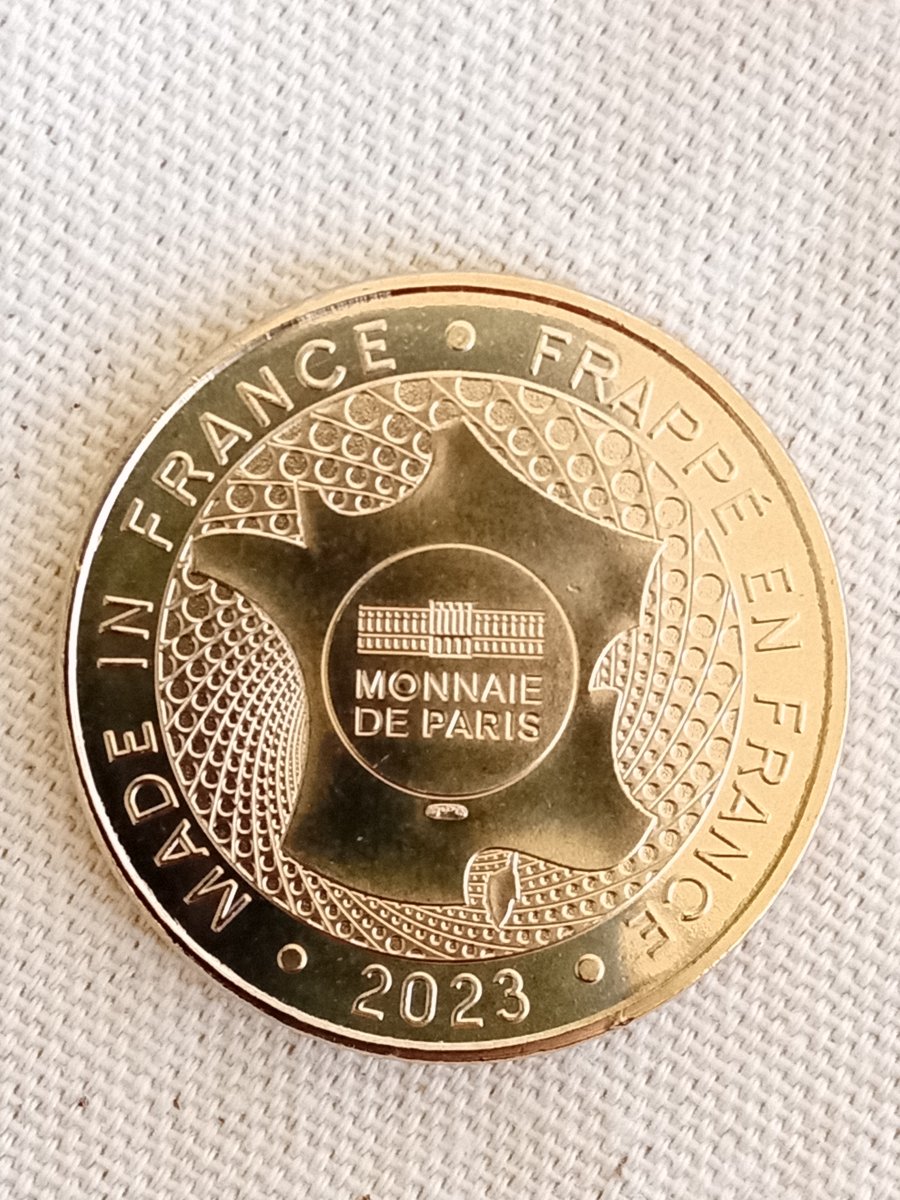 MADE IN FRANCE • FRAPPÉ EN FRANCE
MONNAIE
DE PARIS
• 2023 •